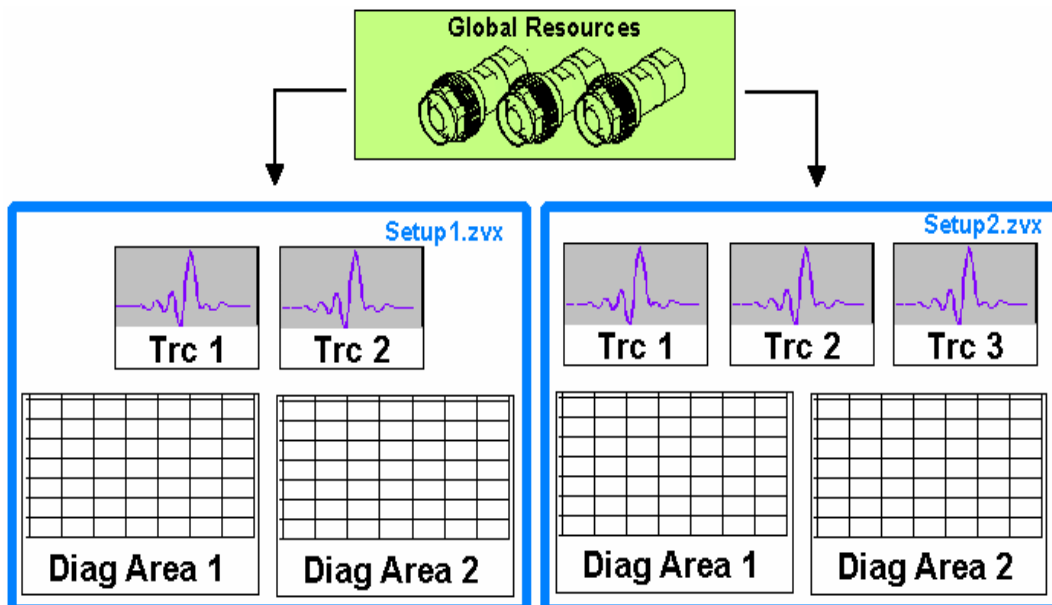 Global Resources
Setup1.zvx
Trc 1
Trc 2
Diag Area 1
Diag Area 2
Setup2.zvx
Trc 1
Trc 2
Trc 3
Diag Area 1
Diag Area 2